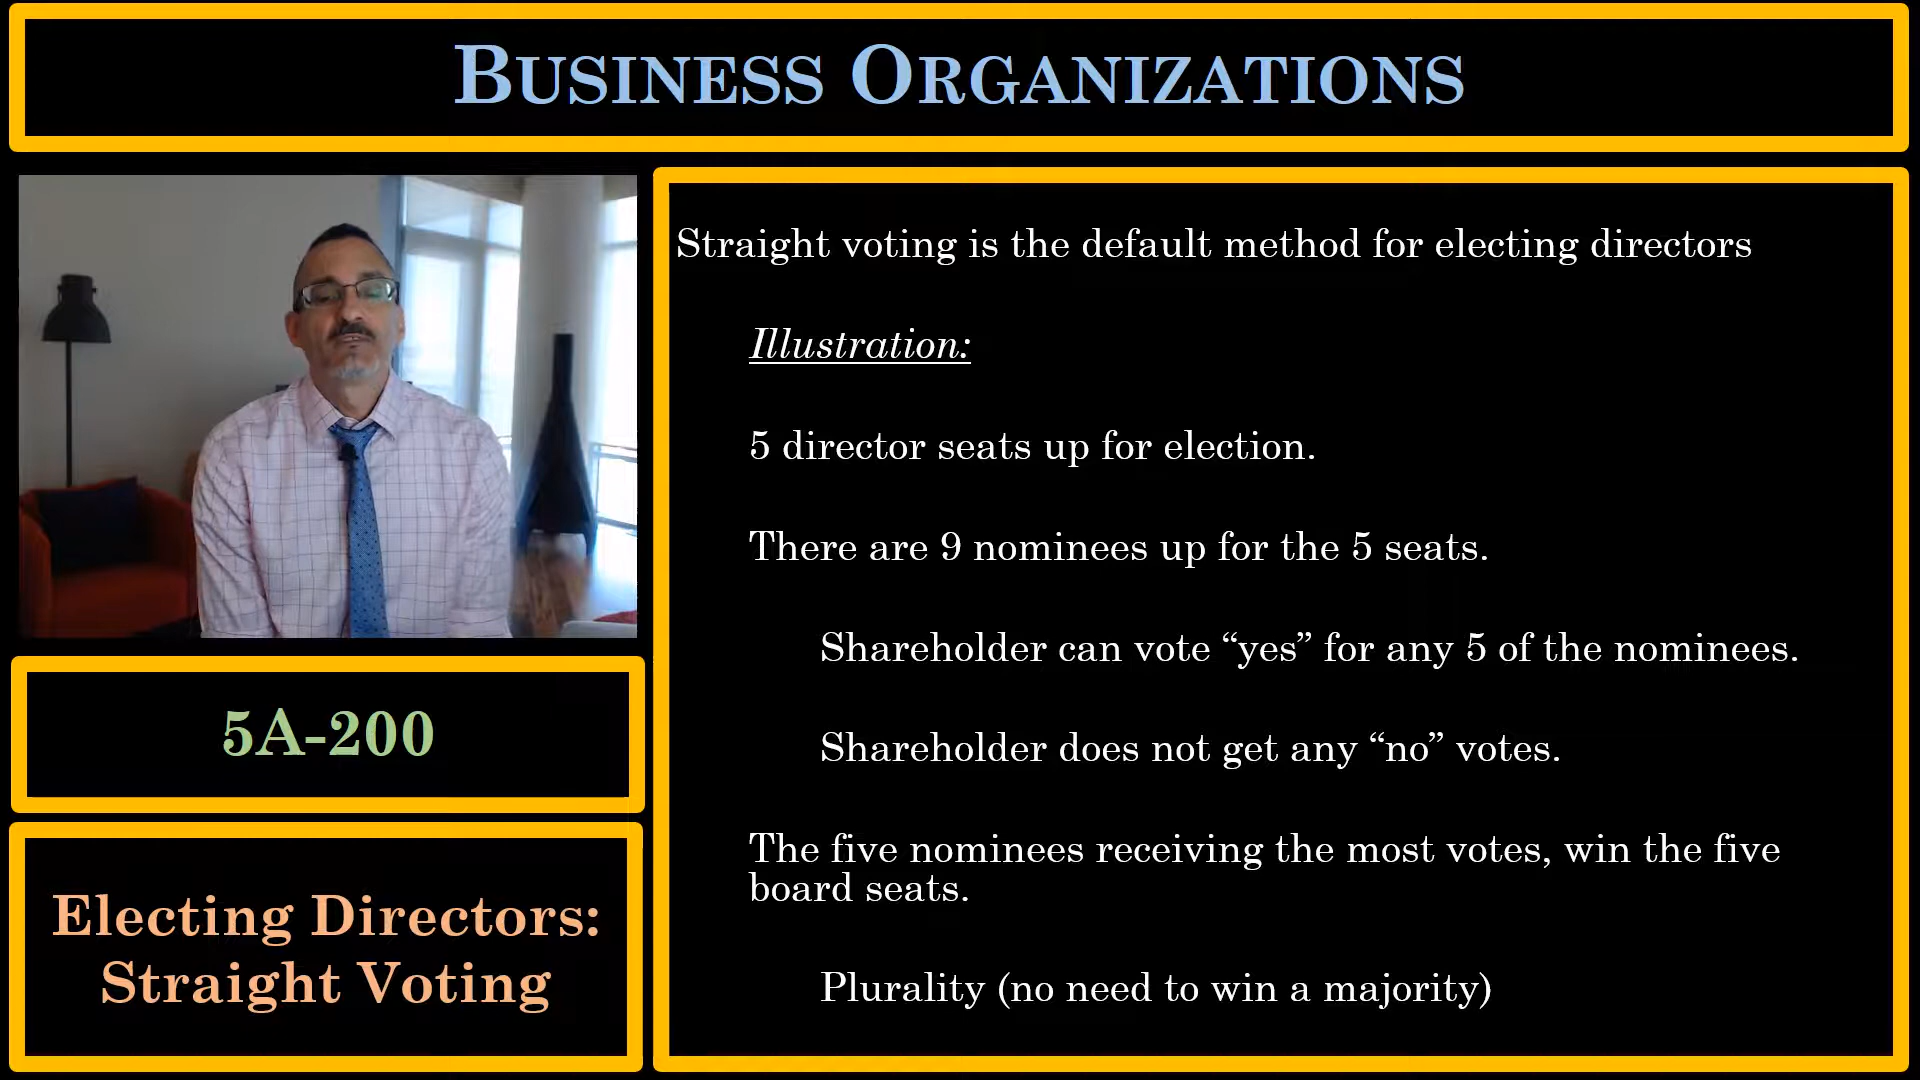 BUSINESS ORGANIZATIONS
5A-200
Electing Directors:
Straight Voting
Straight voting is the default method for electing directors
Illustration:
5 director seats up for election.
There are 9 nominees up for the 5 seats.
Shareholder can vote “yes” for any 5 of the nominees.
Shareholder does not get any “no” votes.
The five nominees receiving the most votes, win the five
board seats.
Plurality (no need to win a majority)